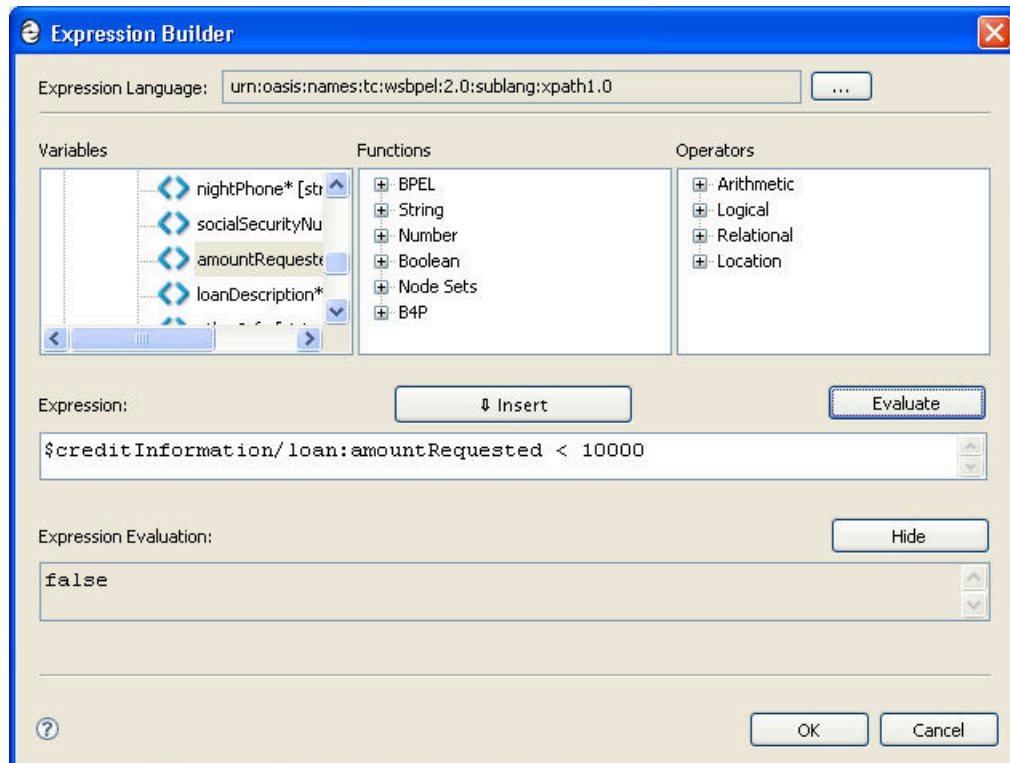 Expression Builder
Expression Language: urn:oasis:names:tc:wsbpel:2.0:sublang:xpath1.0 ...
Variables Functions Operators
nightPhone* [str
socialSecurityNu
amountRequeste
loanDescription*
BPEL
String
Number
Boolean
Node Sets
B4P
Arithmetic
Logical
Relational
Location
Expression: ⇩ Insert Evaluate
$creditInformation/loan:amountRequested < 10000
Expression Evaluation: Hide
false
? OK Cancel